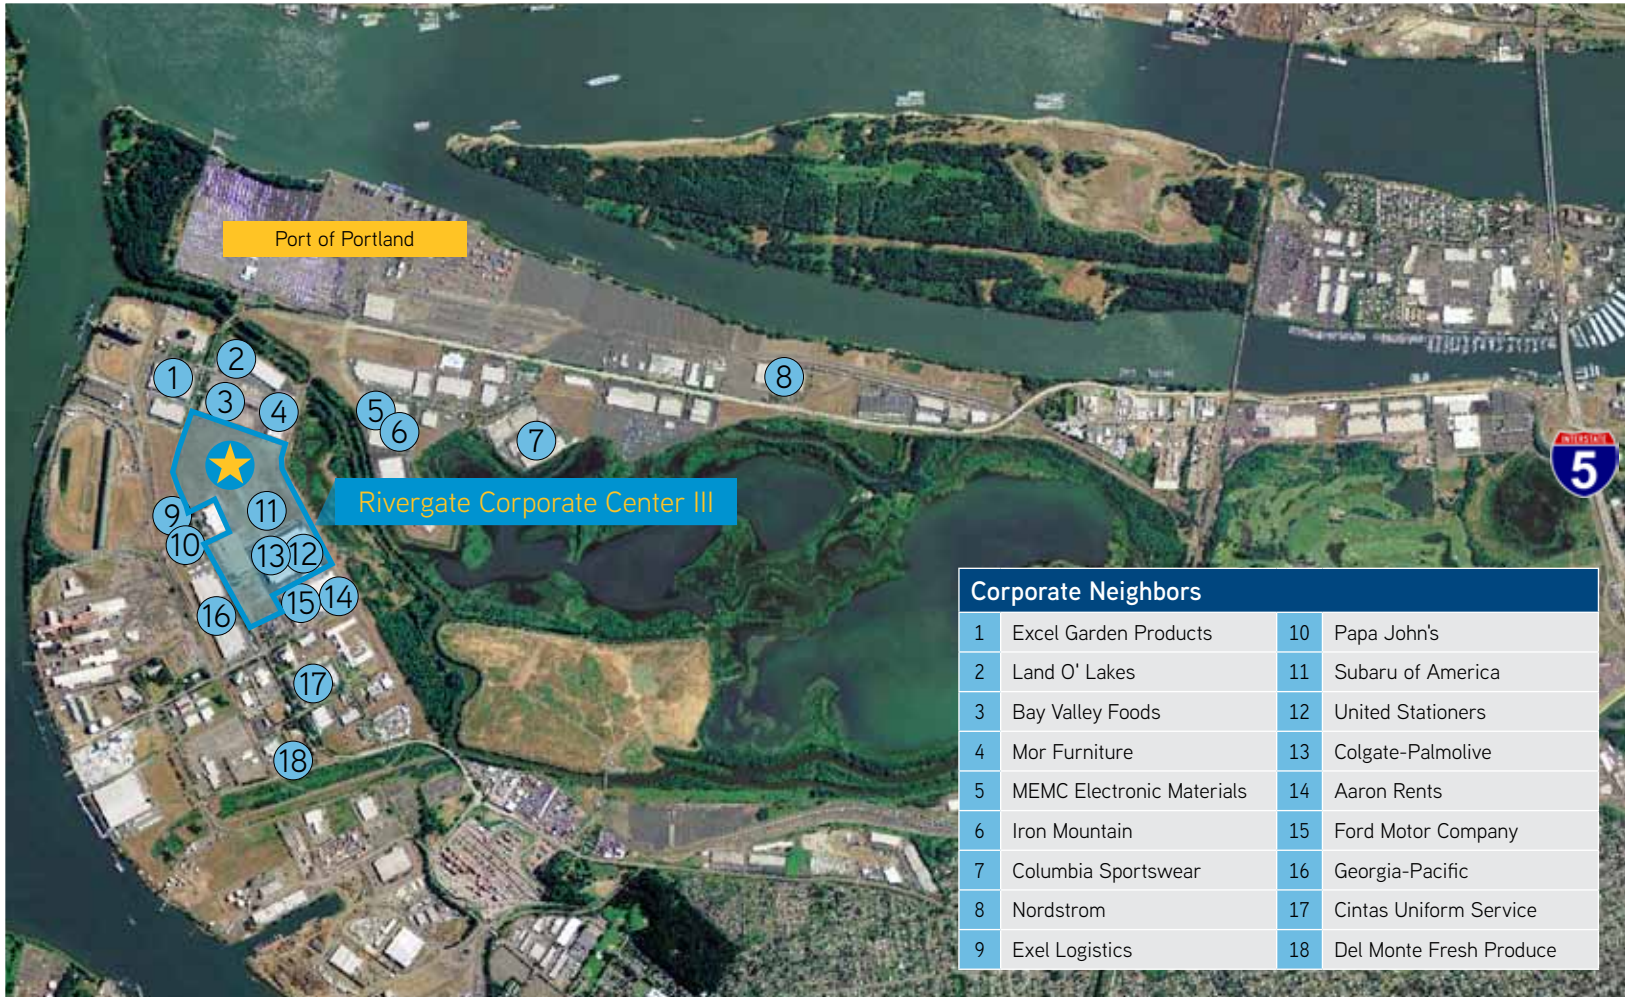 Port of Portland
2
1
8
3
4
5
6
7
INTERSTATE
5
Rivergate Corporate Center III
9
11
10
13
12
14
15
16
17
18
Corporate Neighbors
1 Excel Garden Products 10 Papa John's
2 Land O' Lakes 11 Subaru of America
3 Bay Valley Foods 12 United Stationers
4 Mor Furniture 13 Colgate-Palmolive
5 MEMC Electronic Materials 14 Aaron Rents
6 Iron Mountain 15 Ford Motor Company
7 Columbia Sportswear 16 Georgia-Pacific
8 Nordstrom 17 Cintas Uniform Service
9 Exel Logistics 18 Del Monte Fresh Produce